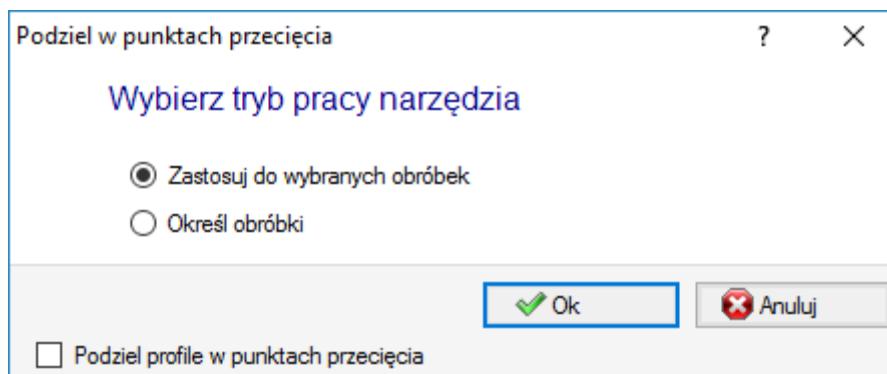 Podziel w punktach przecięcia
?
Wybierz tryb pracy narzędzia
Zastosuj do wybranych obróbek
Określ obróbki
Ok
Anuluj
Podziel profile w punktach przecięcia